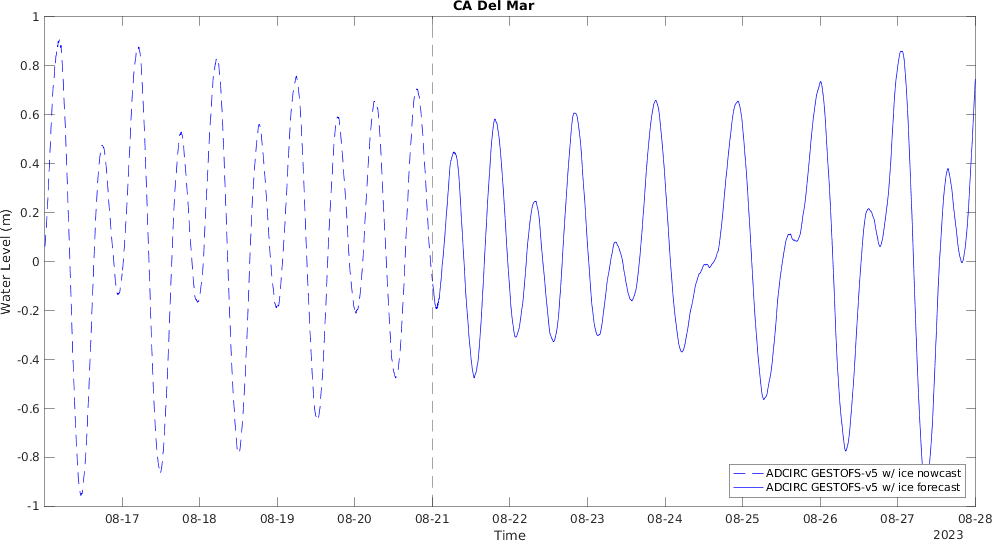 CA Del Mar
1
0.8
0.6
0.4
0.2
0
-0.2
-0.4
-0.6
-0.8
-1
Water Level (m)
ADCIRC GESTOFS-v5 w/ ice nowcast
ADCIRC GESTOFS-v5 w/ ice forecast
08-17 08-18 08-19 08-20 08-21 08-22 08-23 08-24 08-25 08-26 08-27 08-28
Time
2023